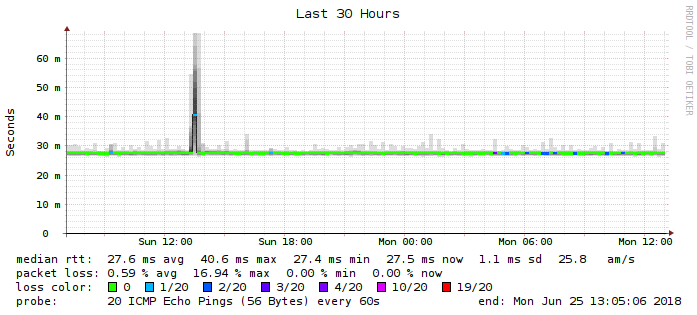 Last 30 Hours
RRDTOOL / TOBI OETIKER
Seconds
60 m
50 m
40 m
30 m
20 m
10 m
0
Sun 12:00 Sun 18:00 Mon 00:00 Mon 06:00 Mon 12:00
median rtt: 27.6 ms avg 40.6 ms max 27.4 ms min 27.5 ms now 1.1 ms sd 25.8 am/s
packet loss: 0.59 % avg 16.94 % max 0.00 % min 0.00 % now
loss color: 0 1/20 2/20 3/20 4/20 10/20 19/20
probe: 20 ICMP Echo Pings (56 Bytes) every 60s end: Mon Jun 25 13:05:06 2018